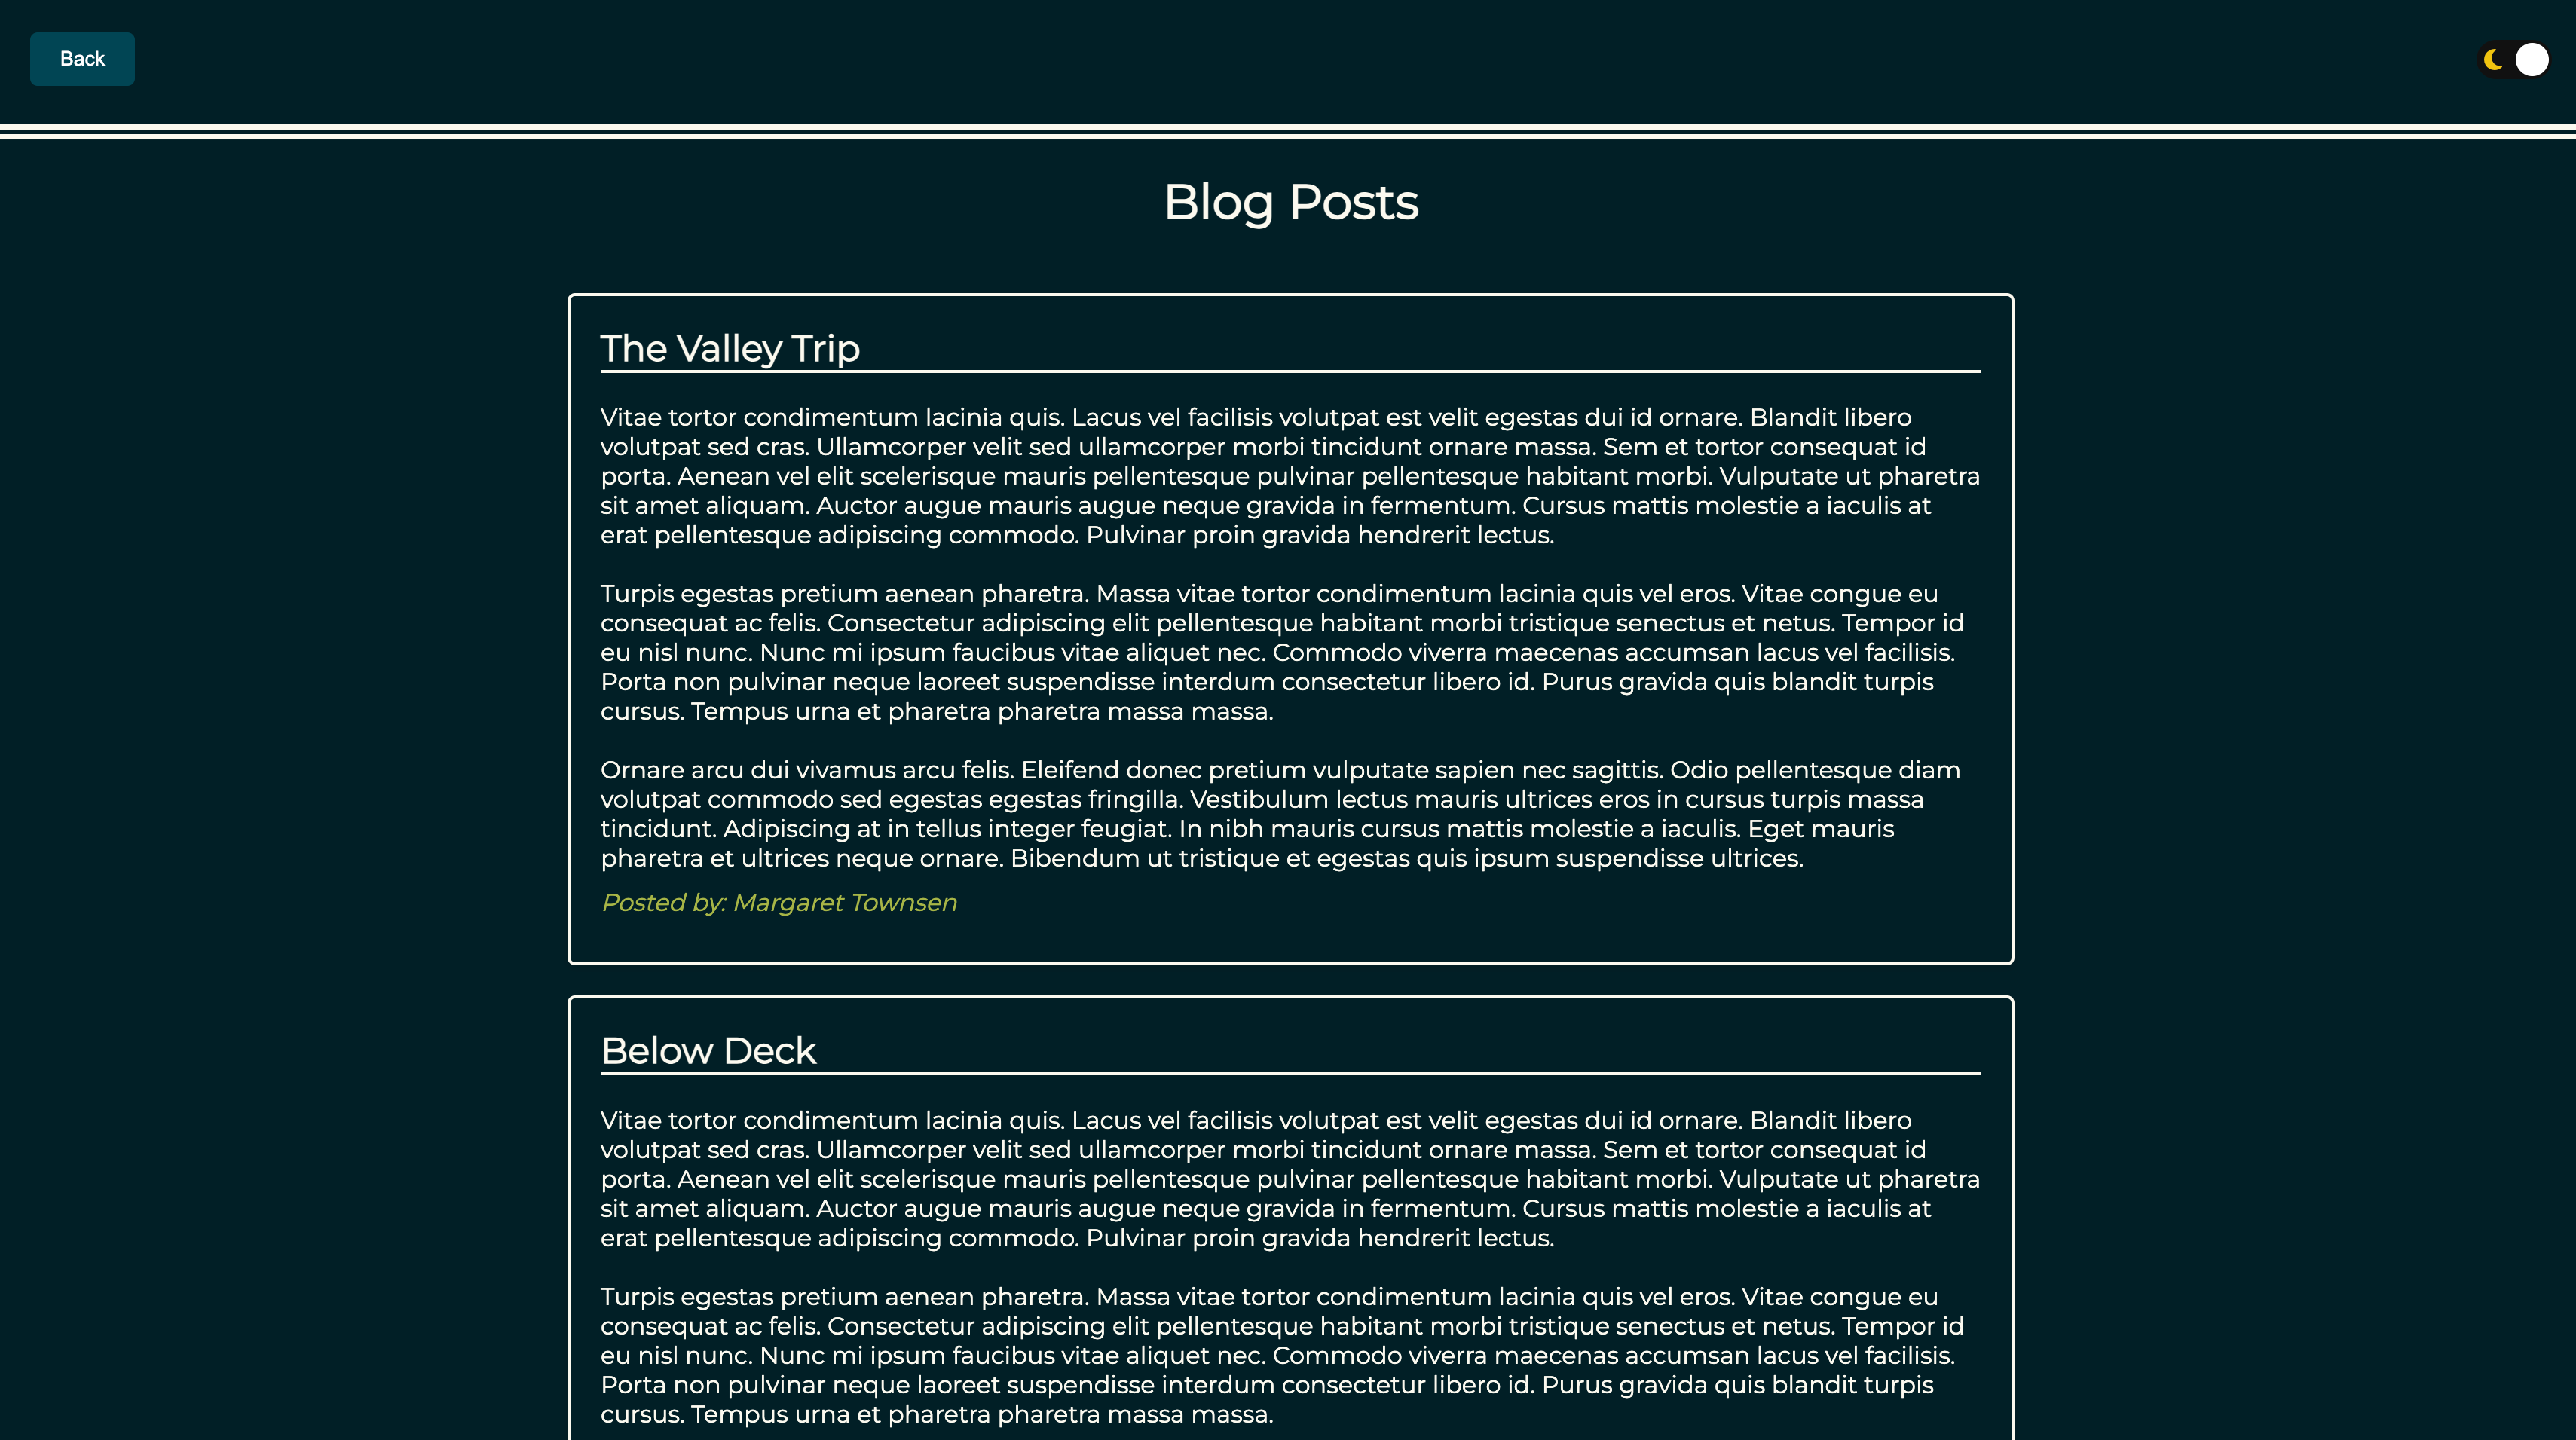 Back
Blog Posts
The Valley Trip
Vitae tortor condimentum lacinia quis. Lacus vel facilisis volutpat est velit egestas dui id ornare. Blandit libero
volutpat sed cras. Ullamcorper velit sed ullamcorper morbi tincidunt ornare massa. Sem et tortor consequat id
porta. Aenean vel elit scelerisque mauris pellentesque pulvinar pellentesque habitant morbi. Vulputate ut pharetra
sit amet aliquam. Auctor augue mauris augue neque gravida in fermentum. Cursus mattis molestie a iaculis at
erat pellentesque adipiscing commodo. Pulvinar proin gravida hendrerit lectus.
Turpis egestas pretium aenean pharetra. Massa vitae tortor condimentum lacinia quis vel eros. Vitae congue eu
consequat ac felis. Consectetur adipiscing elit pellentesque habitant morbi tristique senectus et netus. Tempor id
eu nisl nunc. Nunc mi ipsum faucibus vitae aliquet nec. Commodo viverra maecenas accumsan lacus vel facilisis.
Porta non pulvinar neque laoreet suspendisse interdum consectetur libero id. Purus gravida quis blandit turpis
cursus. Tempus urna et pharetra pharetra massa massa.
Ornare arcu dui vivamus arcu felis. Eleifend donec pretium vulputate sapien nec sagittis. Odio pellentesque diam
volutpat commodo sed egestas egestas fringilla. Vestibulum lectus mauris ultrices eros in cursus turpis massa
tincidunt. Adipiscing at in tellus integer feugiat. In nibh mauris cursus mattis molestie a iaculis. Eget mauris
pharetra et ultrices neque ornare. Bibendum ut tristique et egestas quis ipsum suspendisse ultrices.
Posted by: Margaret Townsen
Below Deck
Vitae tortor condimentum lacinia quis. Lacus vel facilisis volutpat est velit egestas dui id ornare. Blandit libero
volutpat sed cras. Ullamcorper velit sed ullamcorper morbi tincidunt ornare massa. Sem et tortor consequat id
porta. Aenean vel elit scelerisque mauris pellentesque pulvinar pellentesque habitant morbi. Vulputate ut pharetra
sit amet aliquam. Auctor augue mauris augue neque gravida in fermentum. Cursus mattis molestie a iaculis at
erat pellentesque adipiscing commodo. Pulvinar proin gravida hendrerit lectus.
Turpis egestas pretium aenean pharetra. Massa vitae tortor condimentum lacinia quis vel eros. Vitae congue eu
consequat ac felis. Consectetur adipiscing elit pellentesque habitant morbi tristique senectus et netus. Tempor id
eu nisl nunc. Nunc mi ipsum faucibus vitae aliquet nec. Commodo viverra maecenas accumsan lacus vel facilisis.
Porta non pulvinar neque laoreet suspendisse interdum consectetur libero id. Purus gravida quis blandit turpis
cursus. Tempus urna et pharetra pharetra massa massa.